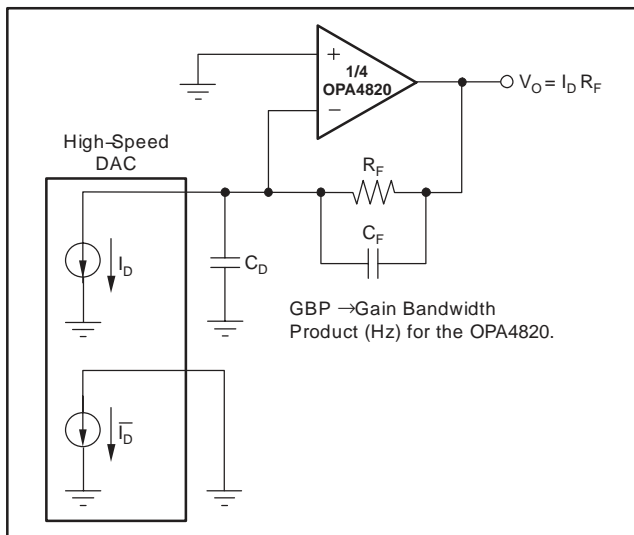 +
1/4
OPA4820
−
V_O = I_D R_F
High–Speed
DAC
R_F
C_F
I_D
C_D
GBP →Gain Bandwidth
Product (Hz) for the OPA4820.
I̅_D